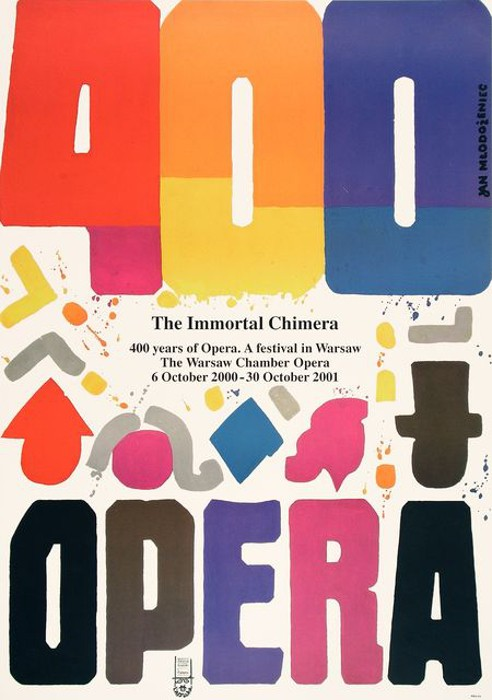 400
JAN MŁODOŻENIEC
The Immortal Chimera
400 years of Opera. A festival in Warsaw
The Warsaw Chamber Opera
6 October 2000 - 30 October 2001
OPERA